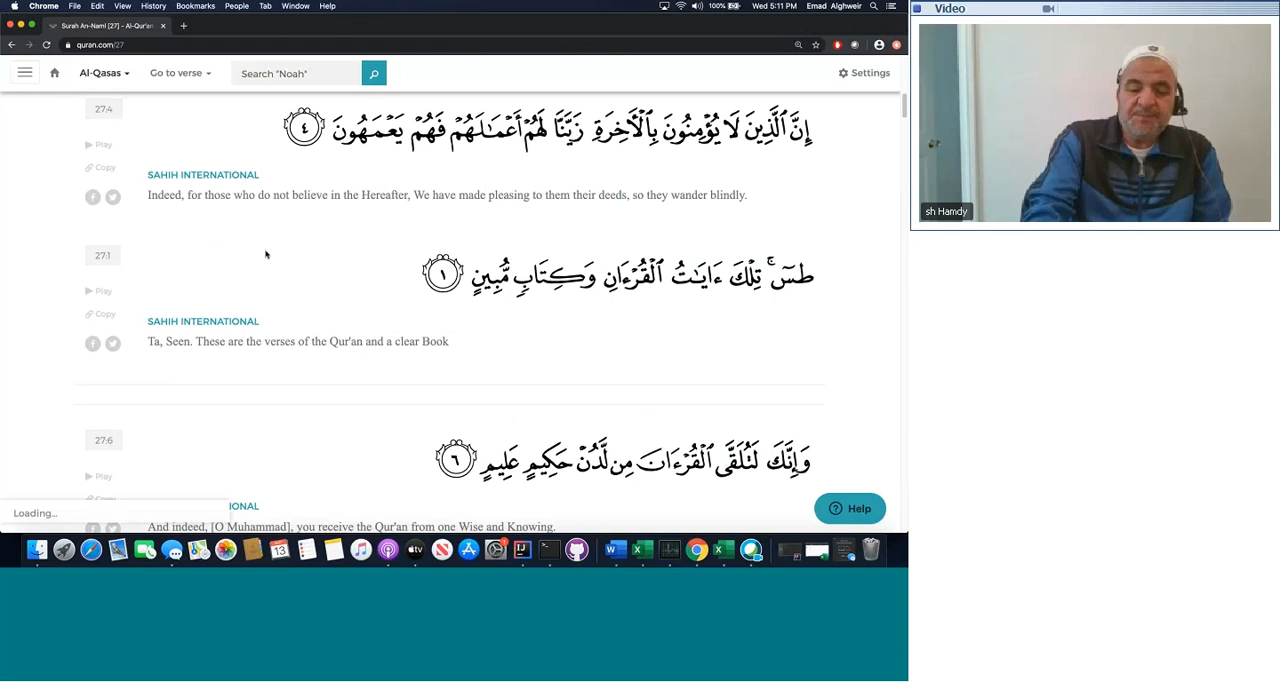 Chrome File Edit View History Bookmarks People Tab Window Help 100% Wed 5:11 PM Emad Alghweir
Surah An-Naml [27] - Al-Qur'an
quran.com/27
Al-Qasas Go to verse Search "Noah" Settings
27:4
إِنَّ ٱلَّذِينَ لَا يُؤْمِنُونَ بِٱلْـَٔاخِرَةِ زَيَّنَّا لَهُمْ أَعْمَـٰلَهُمْ فَهُمْ يَعْمَهُونَ ٤
Play
Copy
SAHIH INTERNATIONAL
Indeed, for those who do not believe in the Hereafter, We have made pleasing to them their deeds, so they wander blindly.
27:1
طسٓ ۚ تِلْكَ ءَايَـٰتُ ٱلْقُرْءَانِ وَكِتَابٍ مُّبِينٍ ١
Play
Copy
SAHIH INTERNATIONAL
Ta, Seen. These are the verses of the Qur'an and a clear Book
27:6
وَإِنَّكَ لَتُلَقَّى ٱلْقُرْءَانَ مِن لَّدُنْ حَكِيمٍ عَلِيمٍ ٦
Play
Copy
IONAL
And indeed, [O Muhammad], you receive the Qur'an from one Wise and Knowing.
Loading...
Help
Video
sh Hamdy